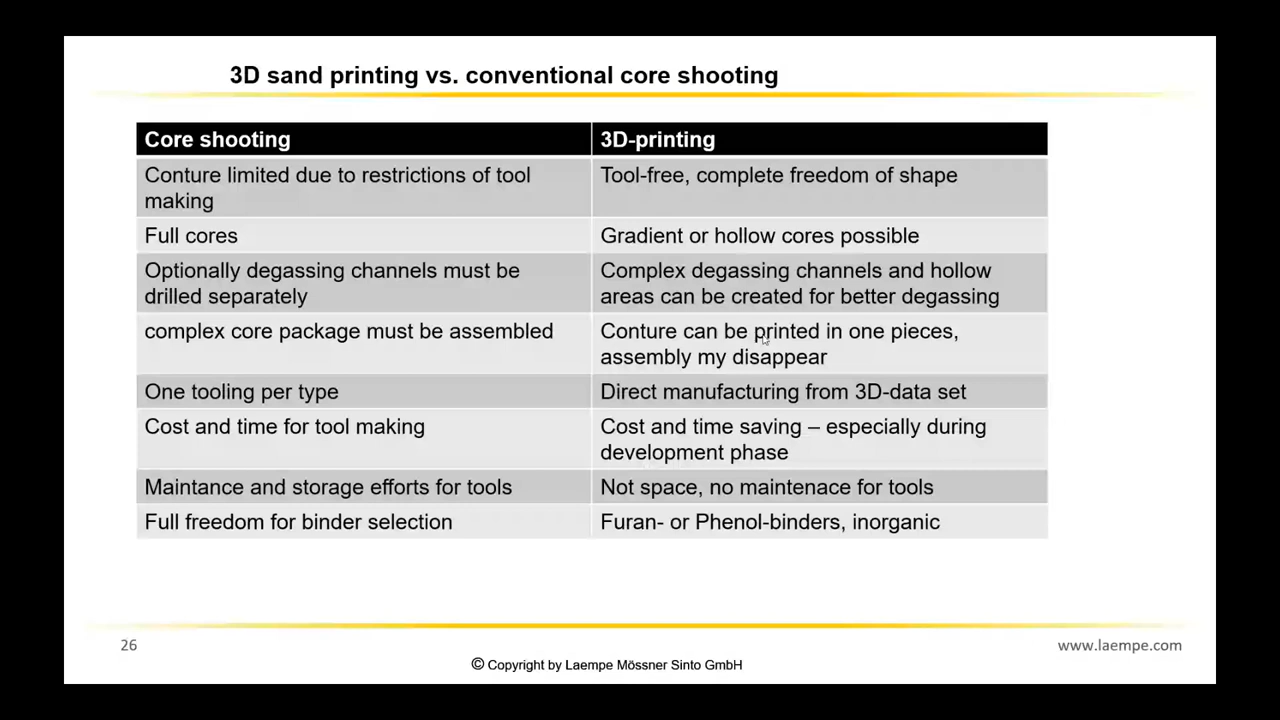 3D sand printing vs. conventional core shooting
Core shooting
3D-printing
Conture limited due to restrictions of tool
making
Tool-free, complete freedom of shape
Full cores
Gradient or hollow cores possible
Optionally degassing channels must be
drilled separately
Complex degassing channels and hollow
areas can be created for better degassing
complex core package must be assembled
Conture can be printed in one pieces,
assembly my disappear
One tooling per type
Direct manufacturing from 3D-data set
Cost and time for tool making
Cost and time saving – especially during
development phase
Maintance and storage efforts for tools
Not space, no maintenace for tools
Full freedom for binder selection
Furan- or Phenol-binders, inorganic
26
www.laempe.com
© Copyright by Laempe Mössner Sinto GmbH